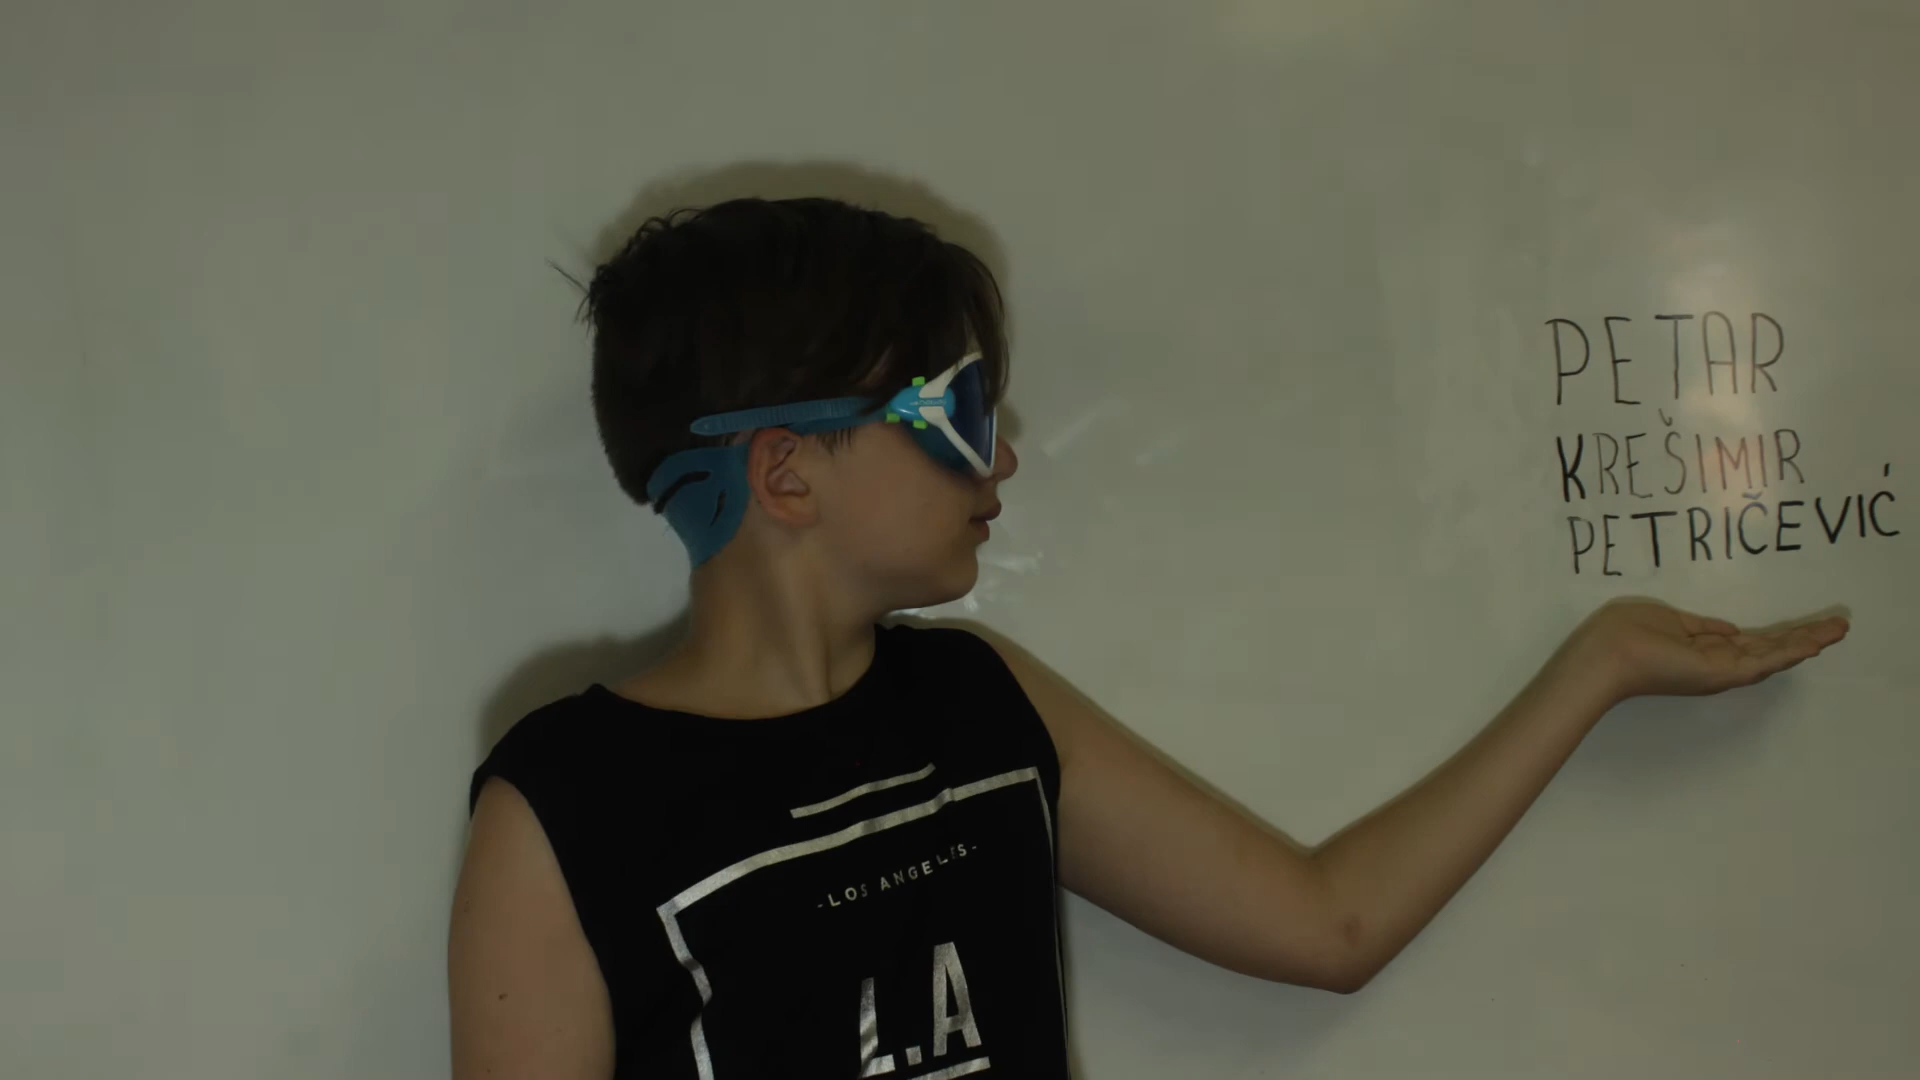 PETAR
KREŠIMIR
PETRIČEVIĆ
-LOS ANGELES-
L.A